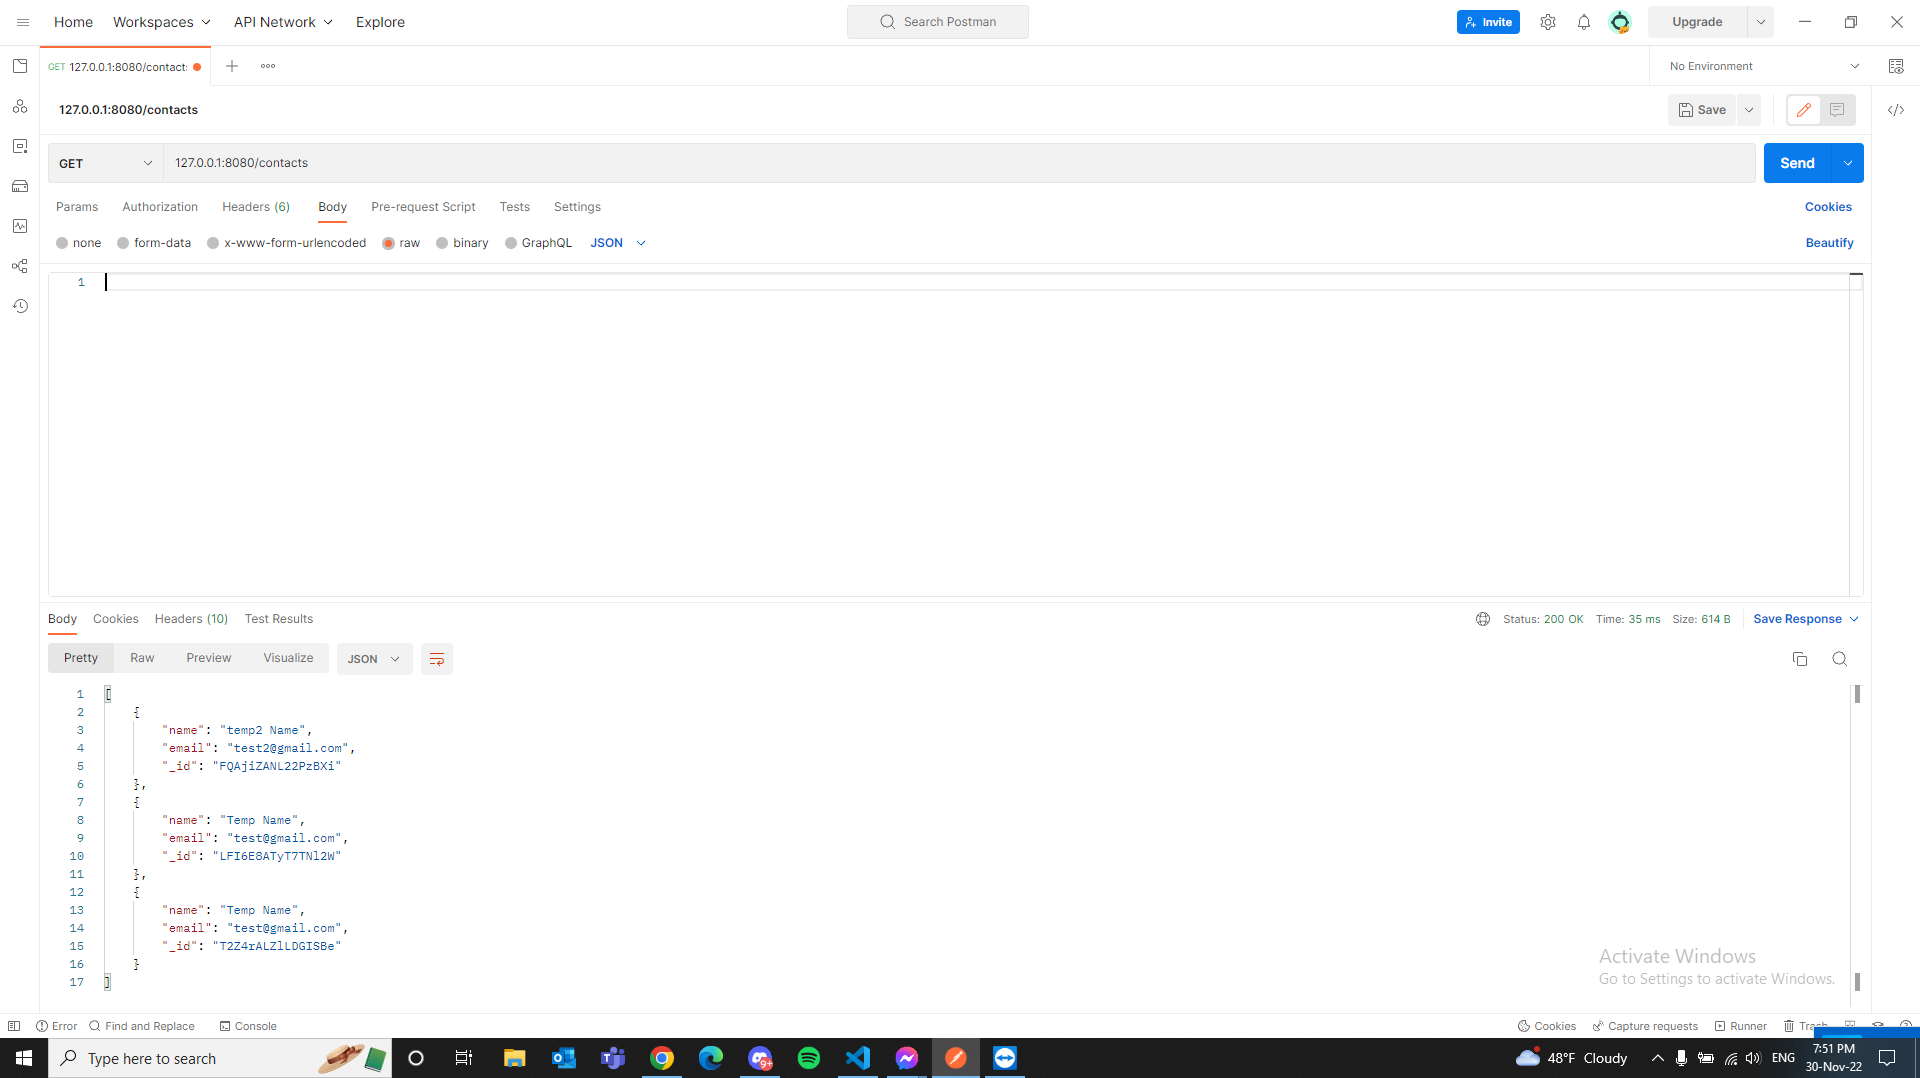 Home Workspaces API Network Explore Search Postman Invite Upgrade
GET 127.0.0.1:8080/contact: No Environment
127.0.0.1:8080/contacts Save
GET 127.0.0.1:8080/contacts Send
Params Authorization Headers (6) Body Pre-request Script Tests Settings Cookies
none form-data x-www-form-urlencoded raw binary GraphQL JSON Beautify
1
Body Cookies Headers (10) Test Results Status: 200 OK Time: 35 ms Size: 614 B Save Response
Pretty Raw Preview Visualize JSON
1 [
2 {
3 "name": "temp2 Name",
4 "email": "test2@gmail.com",
5 "_id": "FQAjiZANL22PzBXi"
6 },
7 {
8 "name": "Temp Name",
9 "email": "test@gmail.com",
10 "_id": "LFI6E8ATyT7TNl2W"
11 },
12 {
13 "name": "Temp Name",
14 "email": "test@gmail.com",
15 "_id": "T2Z4rALZlLDGISBe"
16 }
17 ]
Activate Windows
Go to Settings to activate Windows.
Error Find and Replace Console Cookies Capture requests Runner Trash
Type here to search 9+ 48°F Cloudy ENG 7:51 PM
30-Nov-22